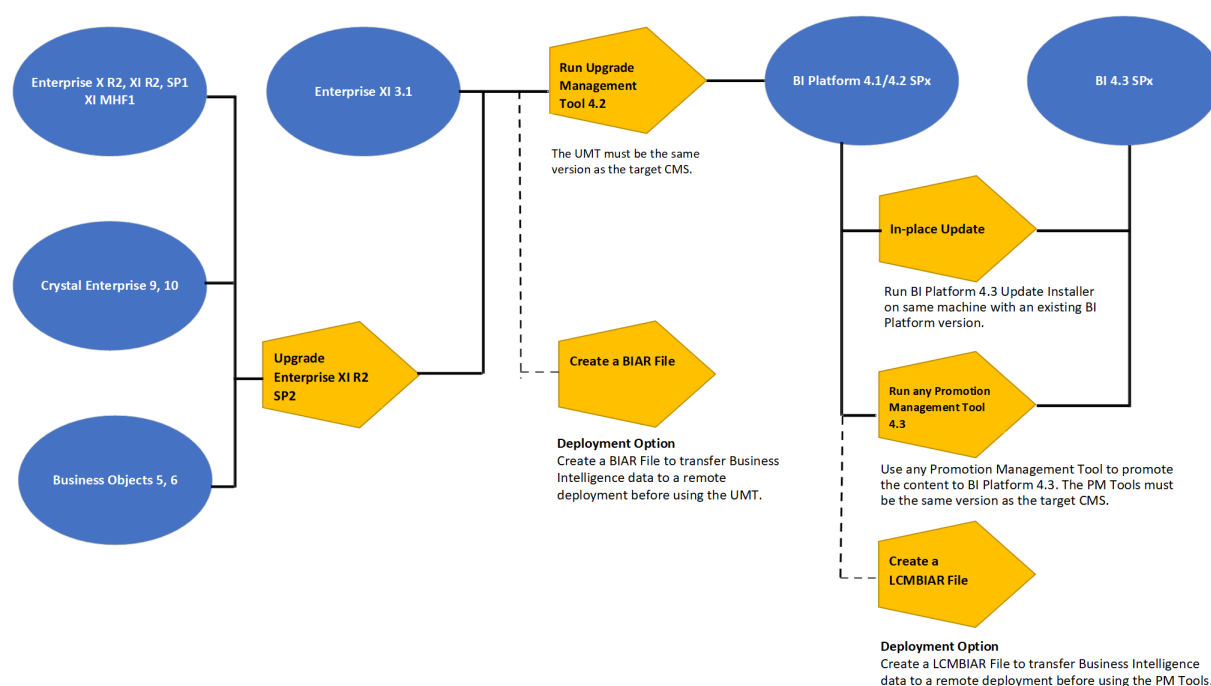 Enterprise X R2, XI R2, SP1
XI MHF1
Enterprise XI 3.1
Run Upgrade
Management
Tool 4.2
The UMT must be the same
version as the target CMS.
BI Platform 4.1/4.2 SPx
BI 4.3 SPx
In-place Update
Run BI Platform 4.3 Update Installer
on same machine with an existing BI
Platform version.
Crystal Enterprise 9, 10
Upgrade
Enterprise XI R2
SP2
Create a BIAR File
Deployment Option
Create a BIAR File to transfer Business
Intelligence data to a remote
deployment before using the UMT.
Run any Promotion
Management Tool
4.3
Use any Promotion Management Tool to promote
the content to BI Platform 4.3. The PM Tools must
be the same version as the target CMS.
Business Objects 5, 6
Create a
LCMBIAR File
Deployment Option
Create a LCMBIAR File to transfer Business Intelligence
data to a remote deployment before using the PM Tools.